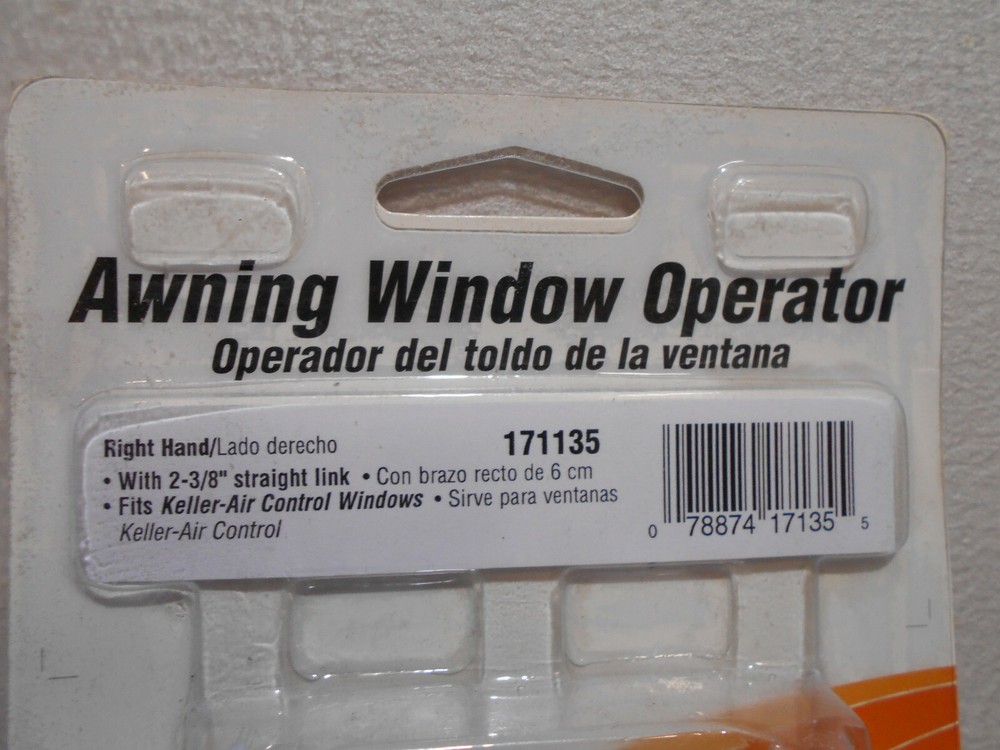 Awning Window Operator
Operador del toldo de la ventana
Right Hand/Lado derecho 171135
• With 2-3/8" straight link • Con brazo recto de 6 cm
• Fits Keller-Air Control Windows • Sirve para ventanas
Keller-Air Control
0 78874 17135 5